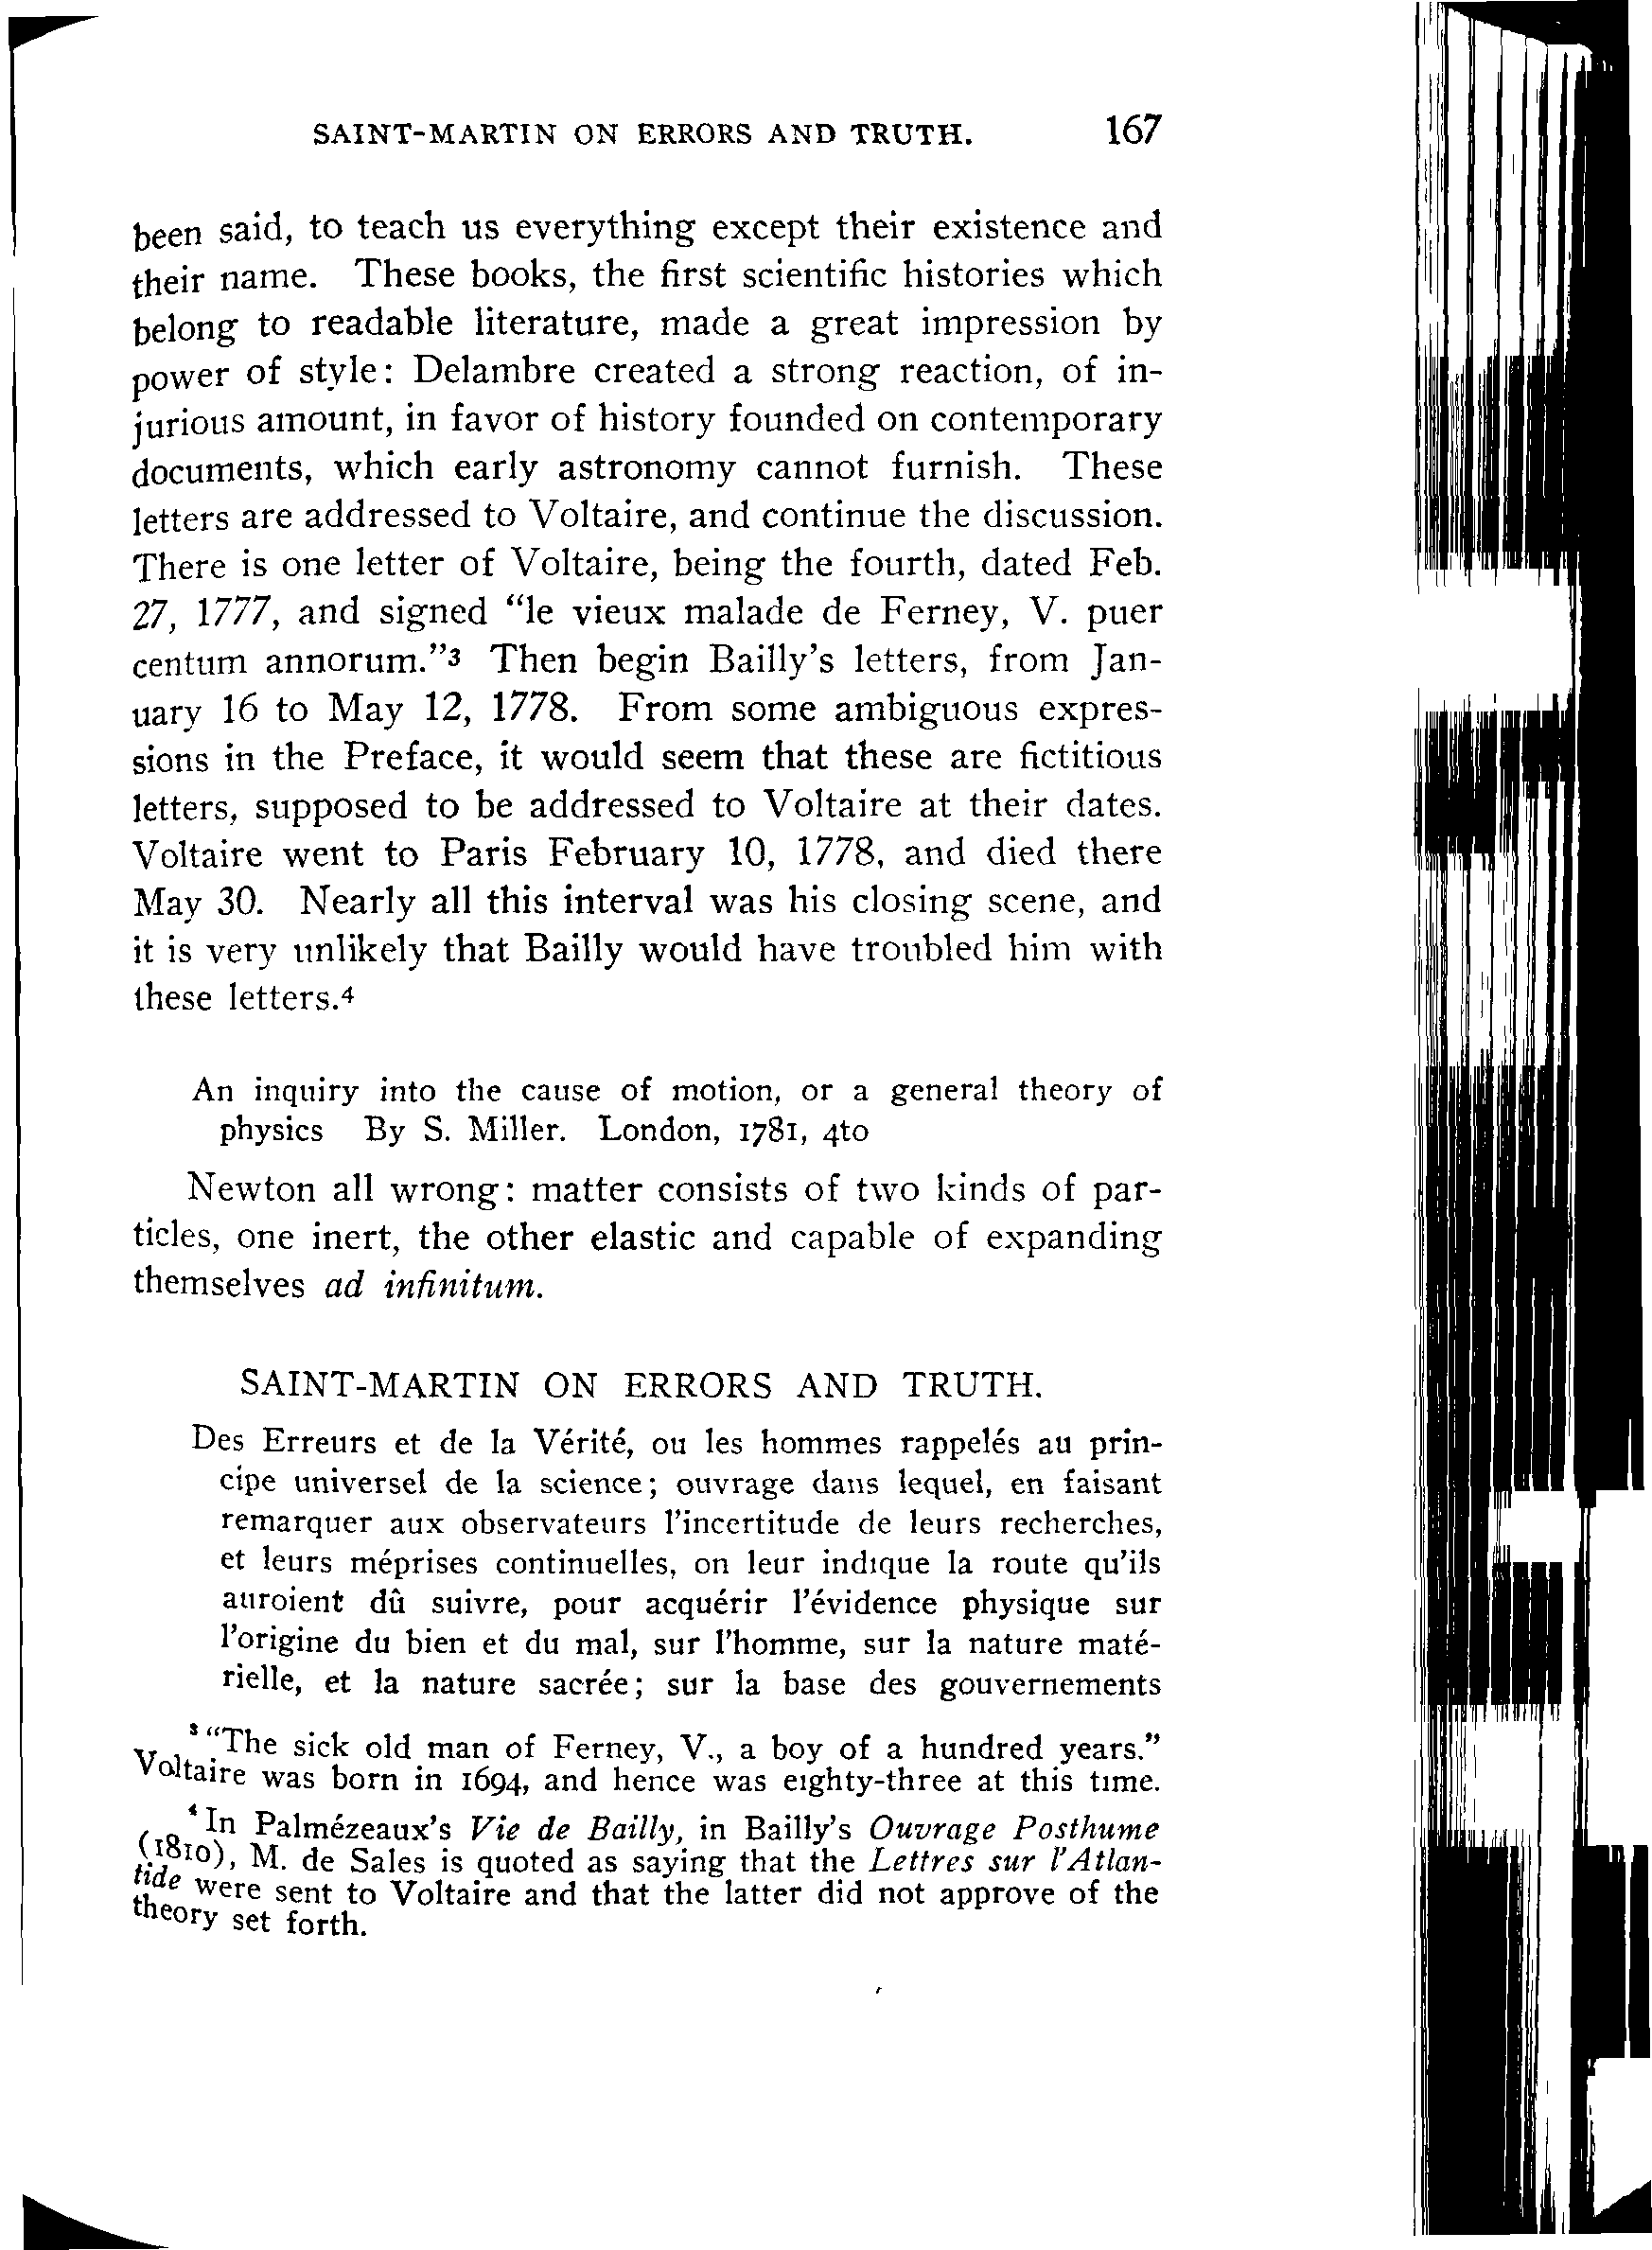 SAINT-MARTIN ON ERRORS AND TRUTH. 167
been said, to teach us everything except their existence and
their name. These books, the first scientific histories which
belong to readable literature, made a great impression by
power of style: Delambre created a strong reaction, of in-
jurious amount, in favor of history founded on contemporary
documents, which early astronomy cannot furnish. These
letters are addressed to Voltaire, and continue the discussion.
There is one letter of Voltaire, being the fourth, dated Feb.
27, 1777, and signed “le vieux malade de Ferney, V. puer
centum annorum.”3 Then begin Bailly's letters, from Jan-
uary 16 to May 12, 1778. From some ambiguous expres-
sions in the Preface, it would seem that these are fictitious
letters, supposed to be addressed to Voltaire at their dates.
Voltaire went to Paris February 10, 1778, and died there
May 30. Nearly all this interval was his closing scene, and
it is very unlikely that Bailly would have troubled him with
these letters.4
An inquiry into the cause of motion, or a general theory of
physics By S. Miller. London, 1781, 4to
Newton all wrong: matter consists of two kinds of par-
ticles, one inert, the other elastic and capable of expanding
themselves ad infinitum.
SAINT-MARTIN ON ERRORS AND TRUTH.
Des Erreurs et de la Vérité, ou les hommes rappelés au prin-
cipe universel de la science; ouvrage dans lequel, en faisant
remarquer aux observateurs l'incertitude de leurs recherches,
et leurs méprises continuelles, on leur indique la route qu'ils
auroient dû suivre, pour acquérir l'évidence physique sur
l'origine du bien et du mal, sur l'homme, sur la nature maté-
rielle, et la nature sacrée; sur la base des gouvernements
3 “The sick old man of Ferney, V., a boy of a hundred years.”
Voltaire was born in 1694, and hence was eighty-three at this time.
4 In Palmézeaux's Vie de Bailly, in Bailly's Ouvrage Posthume
(1810), M. de Sales is quoted as saying that the Lettres sur l'Atlan-
tide were sent to Voltaire and that the latter did not approve of the
theory set forth.